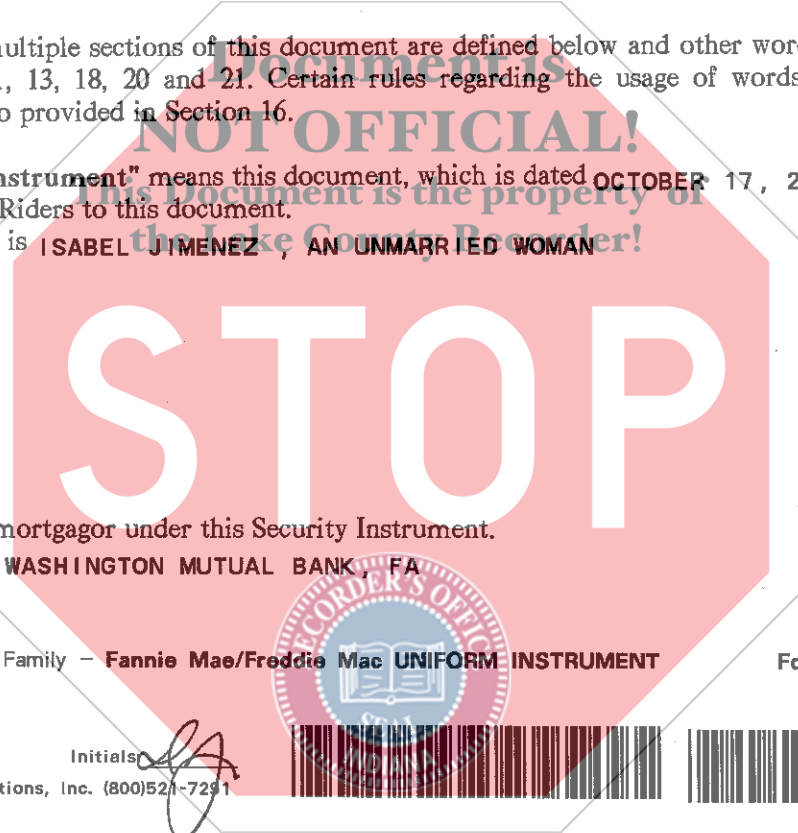 multiple sections of this document are defined below and other wor
., 13, 18, 20 and 21. Certain rules regarding the usage of words
o provided in Section 16.
Document is
NOT OFFICIAL!
This Document is the property of
the Lake County Recorder!
nstrument" means this document, which is dated OCTOBER 17, 2
Riders to this document.
is ISABEL JIMENEZ , AN UNMARRIED WOMAN
STOP
mortgagor under this Security Instrument.
WASHINGTON MUTUAL BANK, FA
RECORDER'S OFFICE
SEAL
INDIANA
Family – Fannie Mae/Freddie Mac UNIFORM INSTRUMENT Fo
Initials
tions, Inc. (800)521-7291